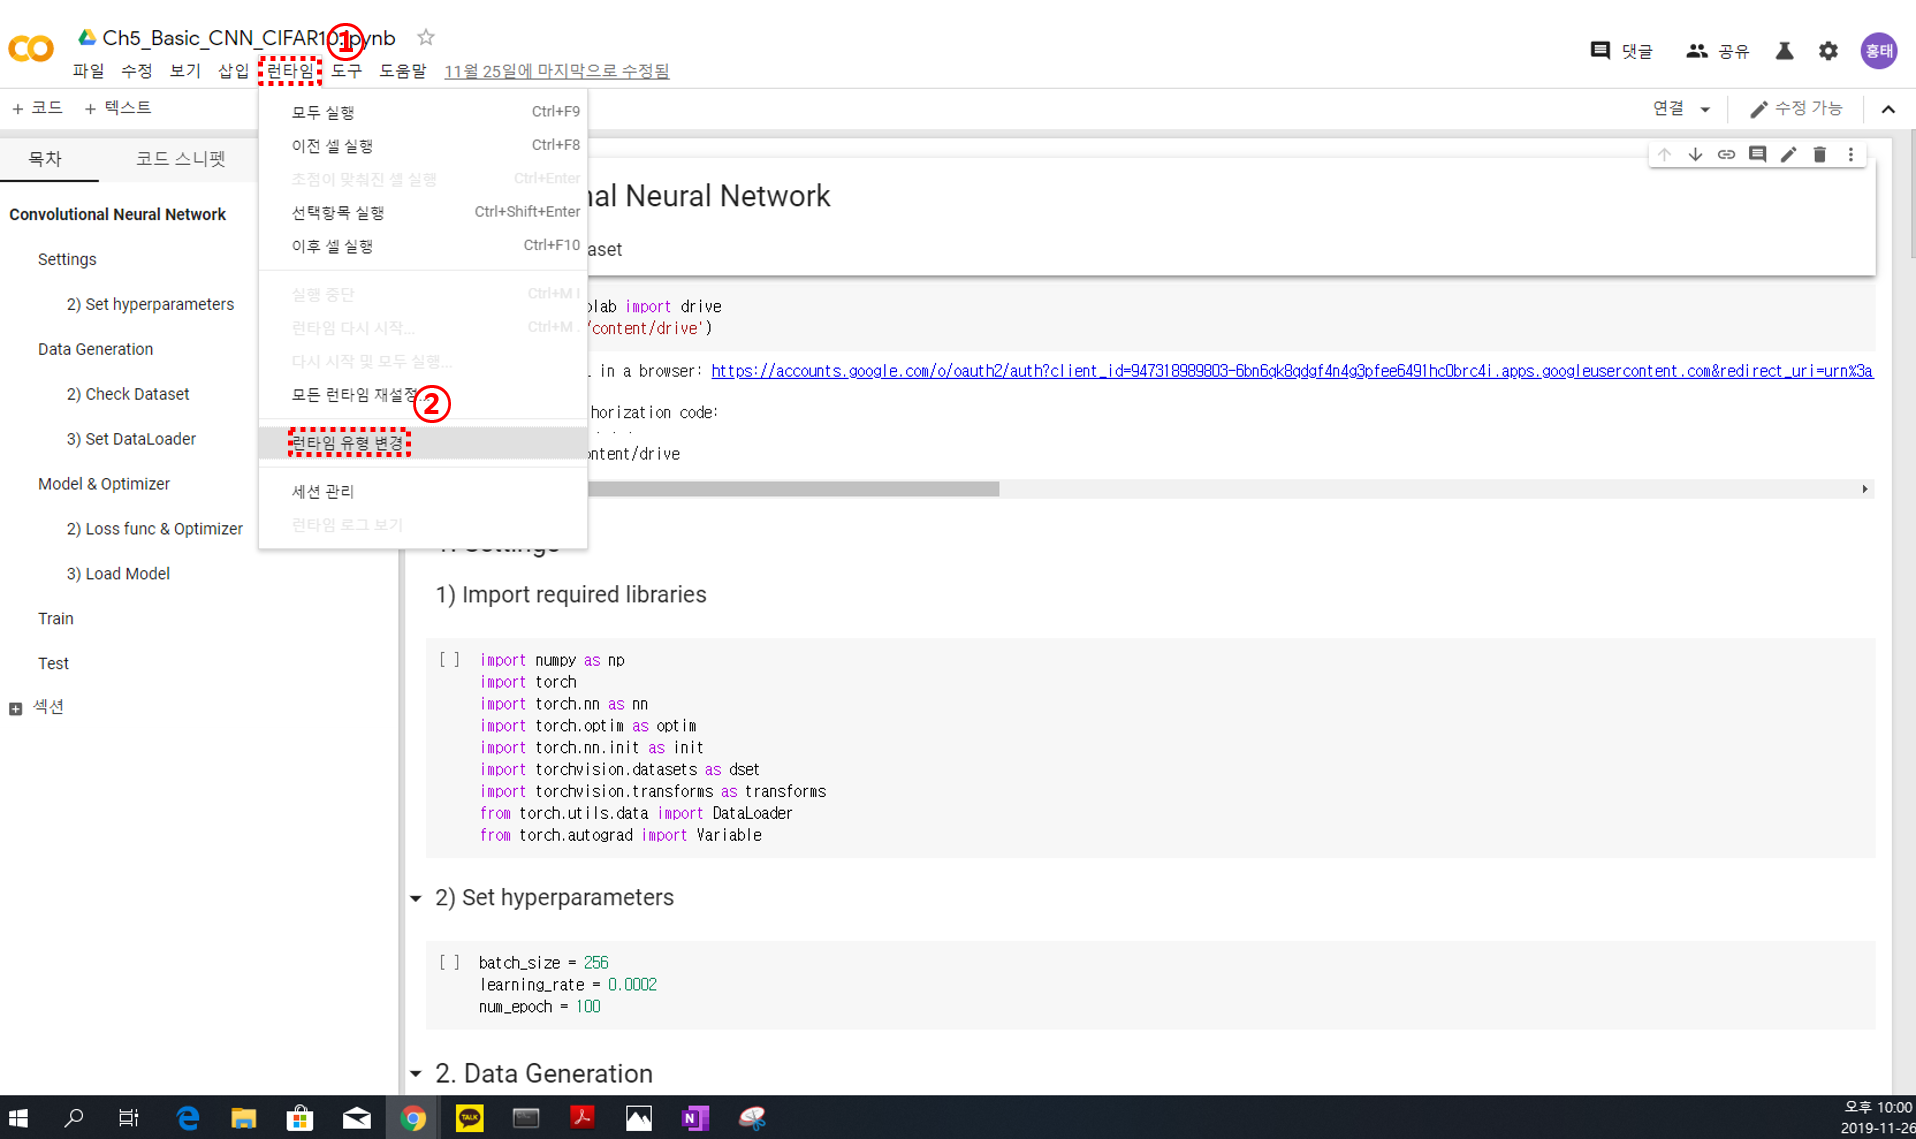 Ch5_Basic_CNN_CIFAR10.ipynb
①
댓글
공유
홍태
파일 수정 보기 삽입 런타임 도구 도움말 11월 25일에 마지막으로 수정됨
+ 코드 + 텍스트
연결
수정 가능
목차
코드 스니펫
Convolutional Neural Network
Settings
2) Set hyperparameters
Data Generation
2) Check Dataset
3) Set DataLoader
Model & Optimizer
2) Loss func & Optimizer
3) Load Model
Train
Test
섹션
모두 실행 Ctrl+F9
이전 셀 실행 Ctrl+F8
초점이 맞춰진 셀 실행 Ctrl+Enter
선택항목 실행 Ctrl+Shift+Enter
이후 셀 실행 Ctrl+F10
실행 중단 Ctrl+M I
런타임 다시 시작... Ctrl+M .
다시 시작 및 모두 실행...
모든 런타임 재설정...
②
런타임 유형 변경
세션 관리
런타임 로그 보기
al Neural Network
aset
olab import drive
/content/drive')
in a browser: https://accounts.google.com/o/oauth2/auth?client_id=947318989803-6bn6qk8qdgf4n4g3pfee6491hc0brc4i.apps.googleusercontent.com&redirect_uri=urn%3a
horization code:
ntent/drive
1. Settings
1) Import required libraries
[ ] import numpy as np
import torch
import torch.nn as nn
import torch.optim as optim
import torch.nn.init as init
import torchvision.datasets as dset
import torchvision.transforms as transforms
from torch.utils.data import DataLoader
from torch.autograd import Variable
2) Set hyperparameters
[ ] batch_size = 256
learning_rate = 0.0002
num_epoch = 100
2. Data Generation
TALK
오후 10:00
2019-11-26